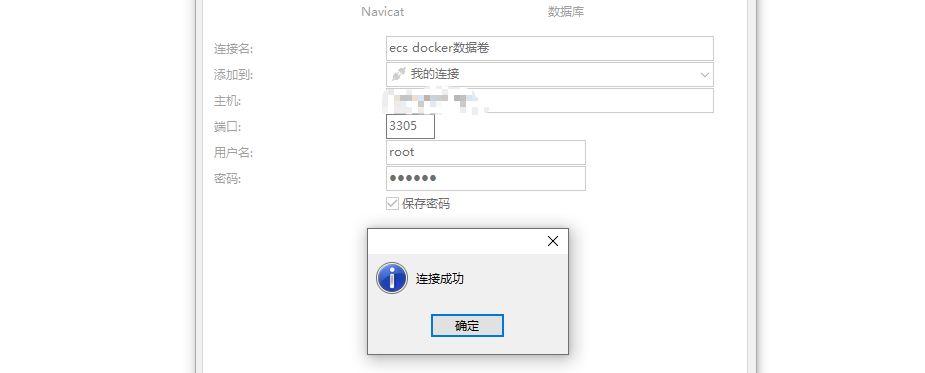 Navicat 数据库
连接名: ecs docker数据卷
添加到: 我的连接
主机:
端口: 3305
用户名: root
密码: ●●●●●●
保存密码
连接成功
确定